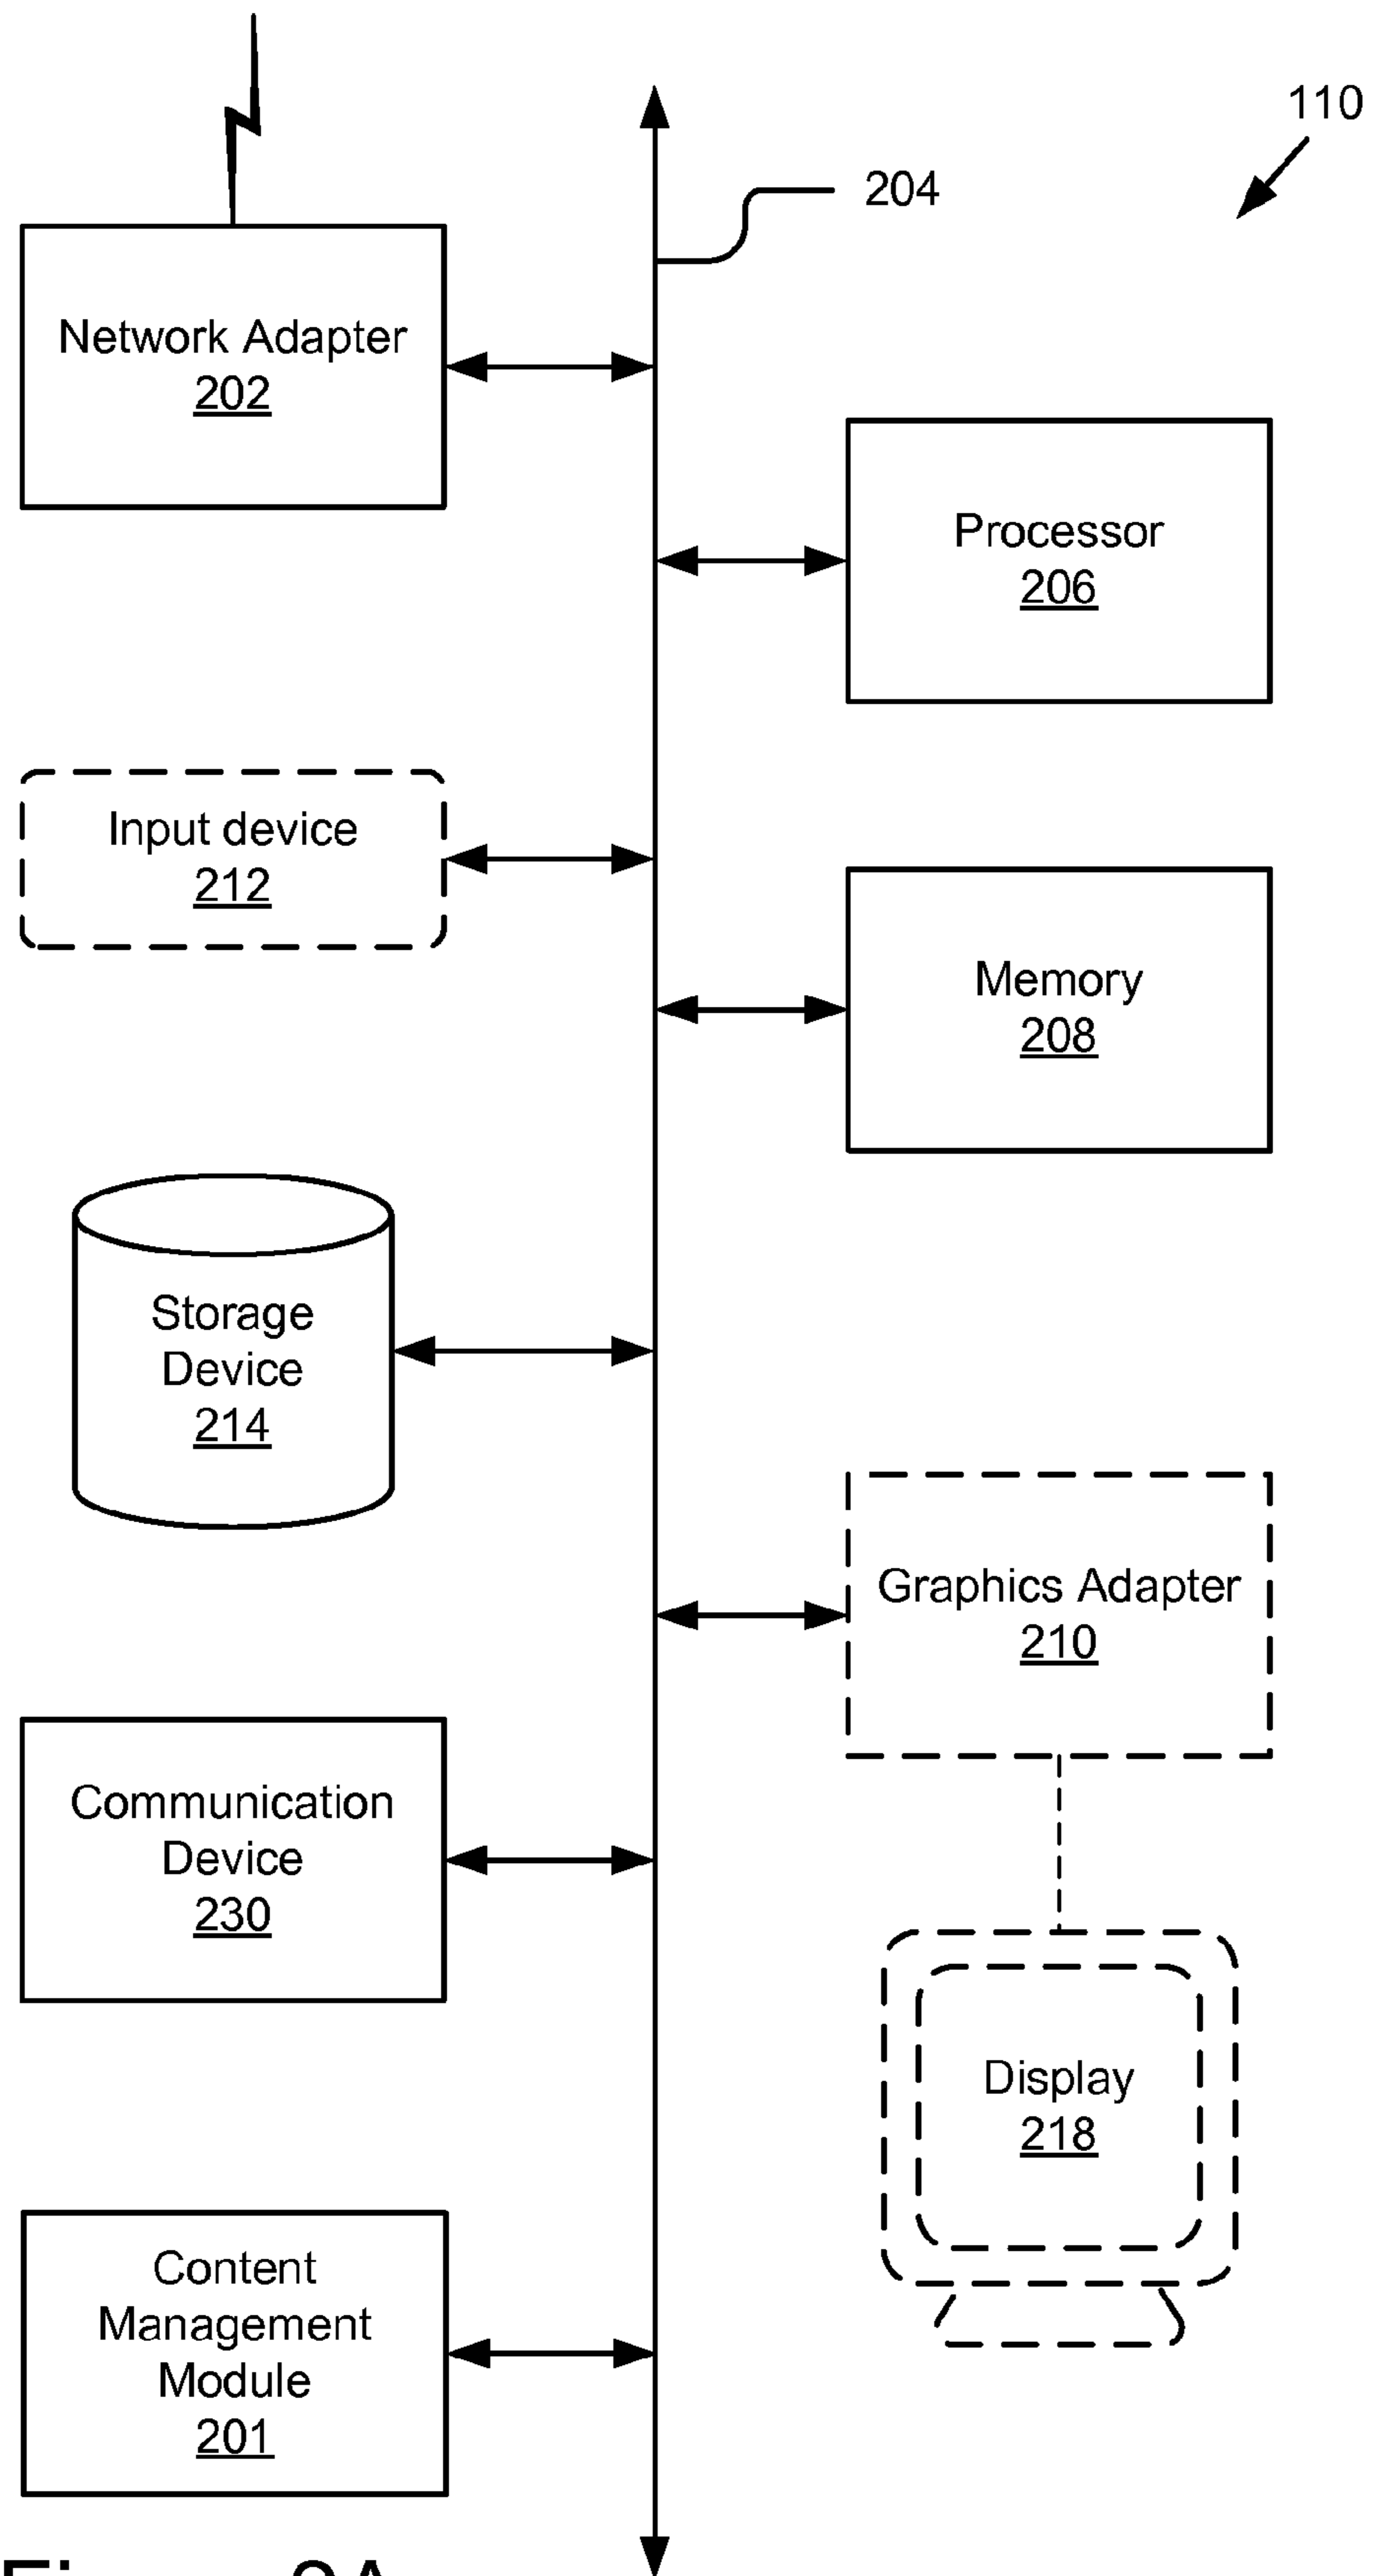 110
204
Network Adapter
202
Processor
206
Input device
212
Memory
208
Storage
Device
214
Graphics Adapter
210
Communication
Device
230
Display
218
Content
Management
Module
201